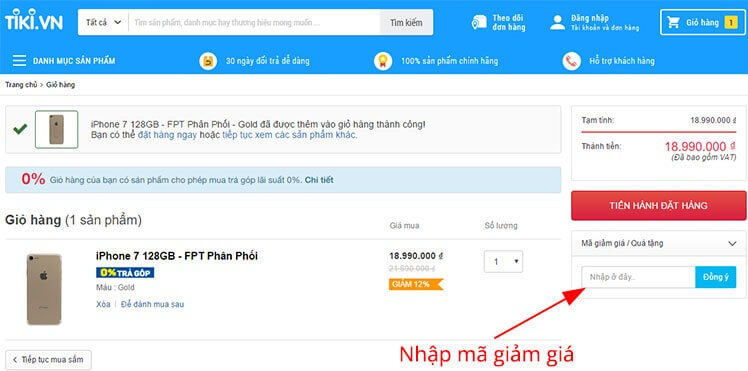 TIKI.VN
Tất cả
Tìm sản phẩm, danh mục hay thương hiệu mong muốn ...
Tìm kiếm
Theo dõi
đơn hàng
Đăng nhập
Tài khoản và đơn hàng
Giỏ hàng 1
DANH MỤC SẢN PHẨM
30 ngày đổi trả dễ dàng
100% sản phẩm chính hãng
Hỗ trợ khách hàng
Trang chủ > Giỏ hàng
iPhone 7 128GB - FPT Phân Phối - Gold đã được thêm vào giỏ hàng thành công!
Bạn có thể đặt hàng ngay hoặc tiếp tục xem các sản phẩm khác.
0% Giỏ hàng của bạn có sản phẩm cho phép mua trả góp lãi suất 0%. Chi tiết
Giỏ hàng (1 sản phẩm)
Giá mua
Số lượng
iPhone 7 128GB - FPT Phân Phối
0% TRẢ GÓP
Màu : Gold
Xóa | Để dành mua sau
18.990.000 đ
21.690.000 đ
GIẢM 12%
1
Tiếp tục mua sắm
Tạm tính: 18.990.000 đ
Thành tiền: 18.990.000 đ
(Đã bao gồm VAT)
TIẾN HÀNH ĐẶT HÀNG
Mã giảm giá / Quà tặng
Nhập ở đây..
Đồng ý
Nhập mã giảm giá